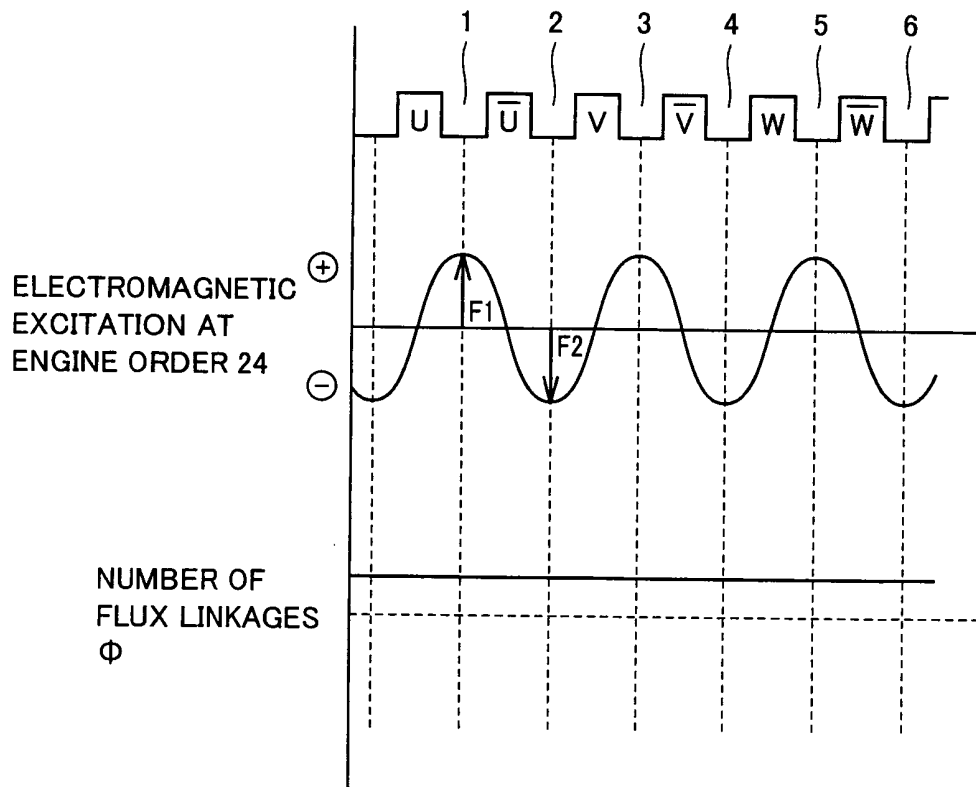 1 2 3 4 5 6
U U̅ V V̅ W W̅
ELECTROMAGNETIC
EXCITATION AT
ENGINE ORDER 24
+
F1
F2
−
NUMBER OF
FLUX LINKAGES
Φ